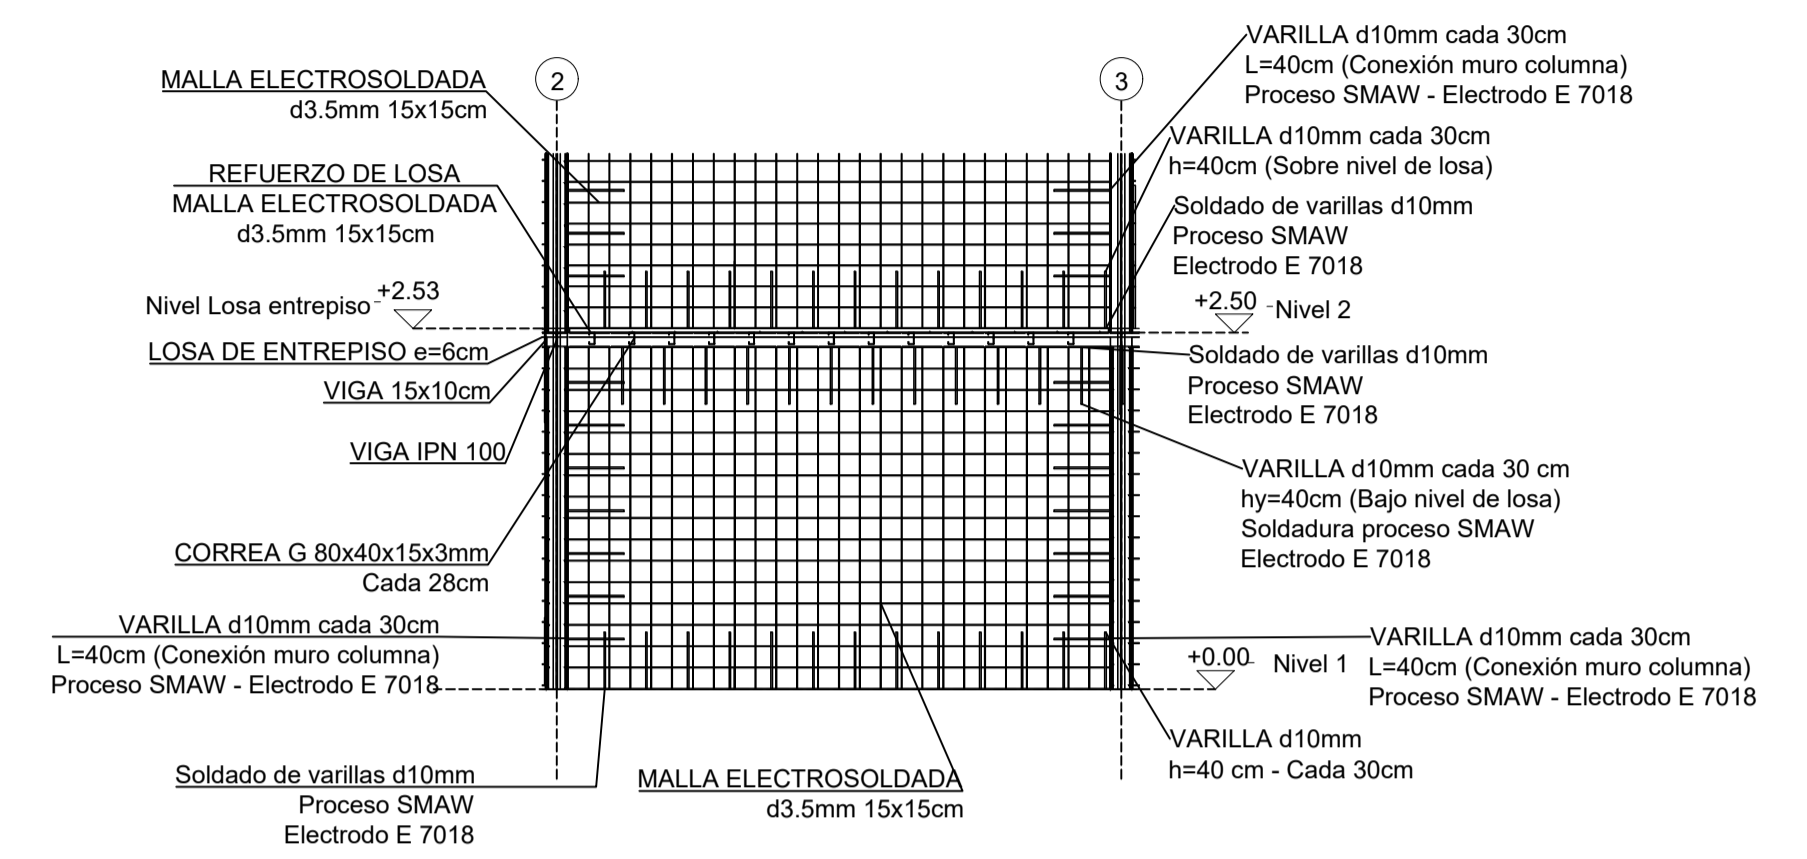 2
3
MALLA ELECTROSOLDADA
d3.5mm 15x15cm
REFUERZO DE LOSA
MALLA ELECTROSOLDADA
d3.5mm 15x15cm
Nivel Losa entrepiso
+2.53
LOSA DE ENTREPISO e=6cm
VIGA 15x10cm
VIGA IPN 100
CORREA G 80x40x15x3mm
Cada 28cm
VARILLA d10mm cada 30cm
L=40cm (Conexión muro columna)
Proceso SMAW - Electrodo E 7018
Soldado de varillas d10mm
Proceso SMAW
Electrodo E 7018
MALLA ELECTROSOLDADA
d3.5mm 15x15cm
VARILLA d10mm cada 30cm
L=40cm (Conexión muro columna)
Proceso SMAW - Electrodo E 7018
VARILLA d10mm cada 30cm
h=40cm (Sobre nivel de losa)
Soldado de varillas d10mm
Proceso SMAW
Electrodo E 7018
+2.50
Nivel 2
Soldado de varillas d10mm
Proceso SMAW
Electrodo E 7018
VARILLA d10mm cada 30 cm
hy=40cm (Bajo nivel de losa)
Soldadura proceso SMAW
Electrodo E 7018
+0.00
Nivel 1
VARILLA d10mm cada 30cm
L=40cm (Conexión muro columna)
Proceso SMAW - Electrodo E 7018
VARILLA d10mm
h=40 cm - Cada 30cm